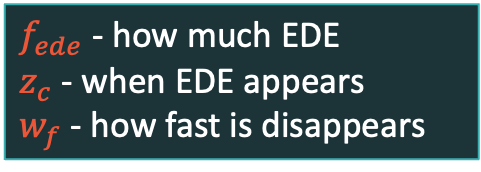 f_ede - how much EDE
z_c - when EDE appears
w_f - how fast is disappears